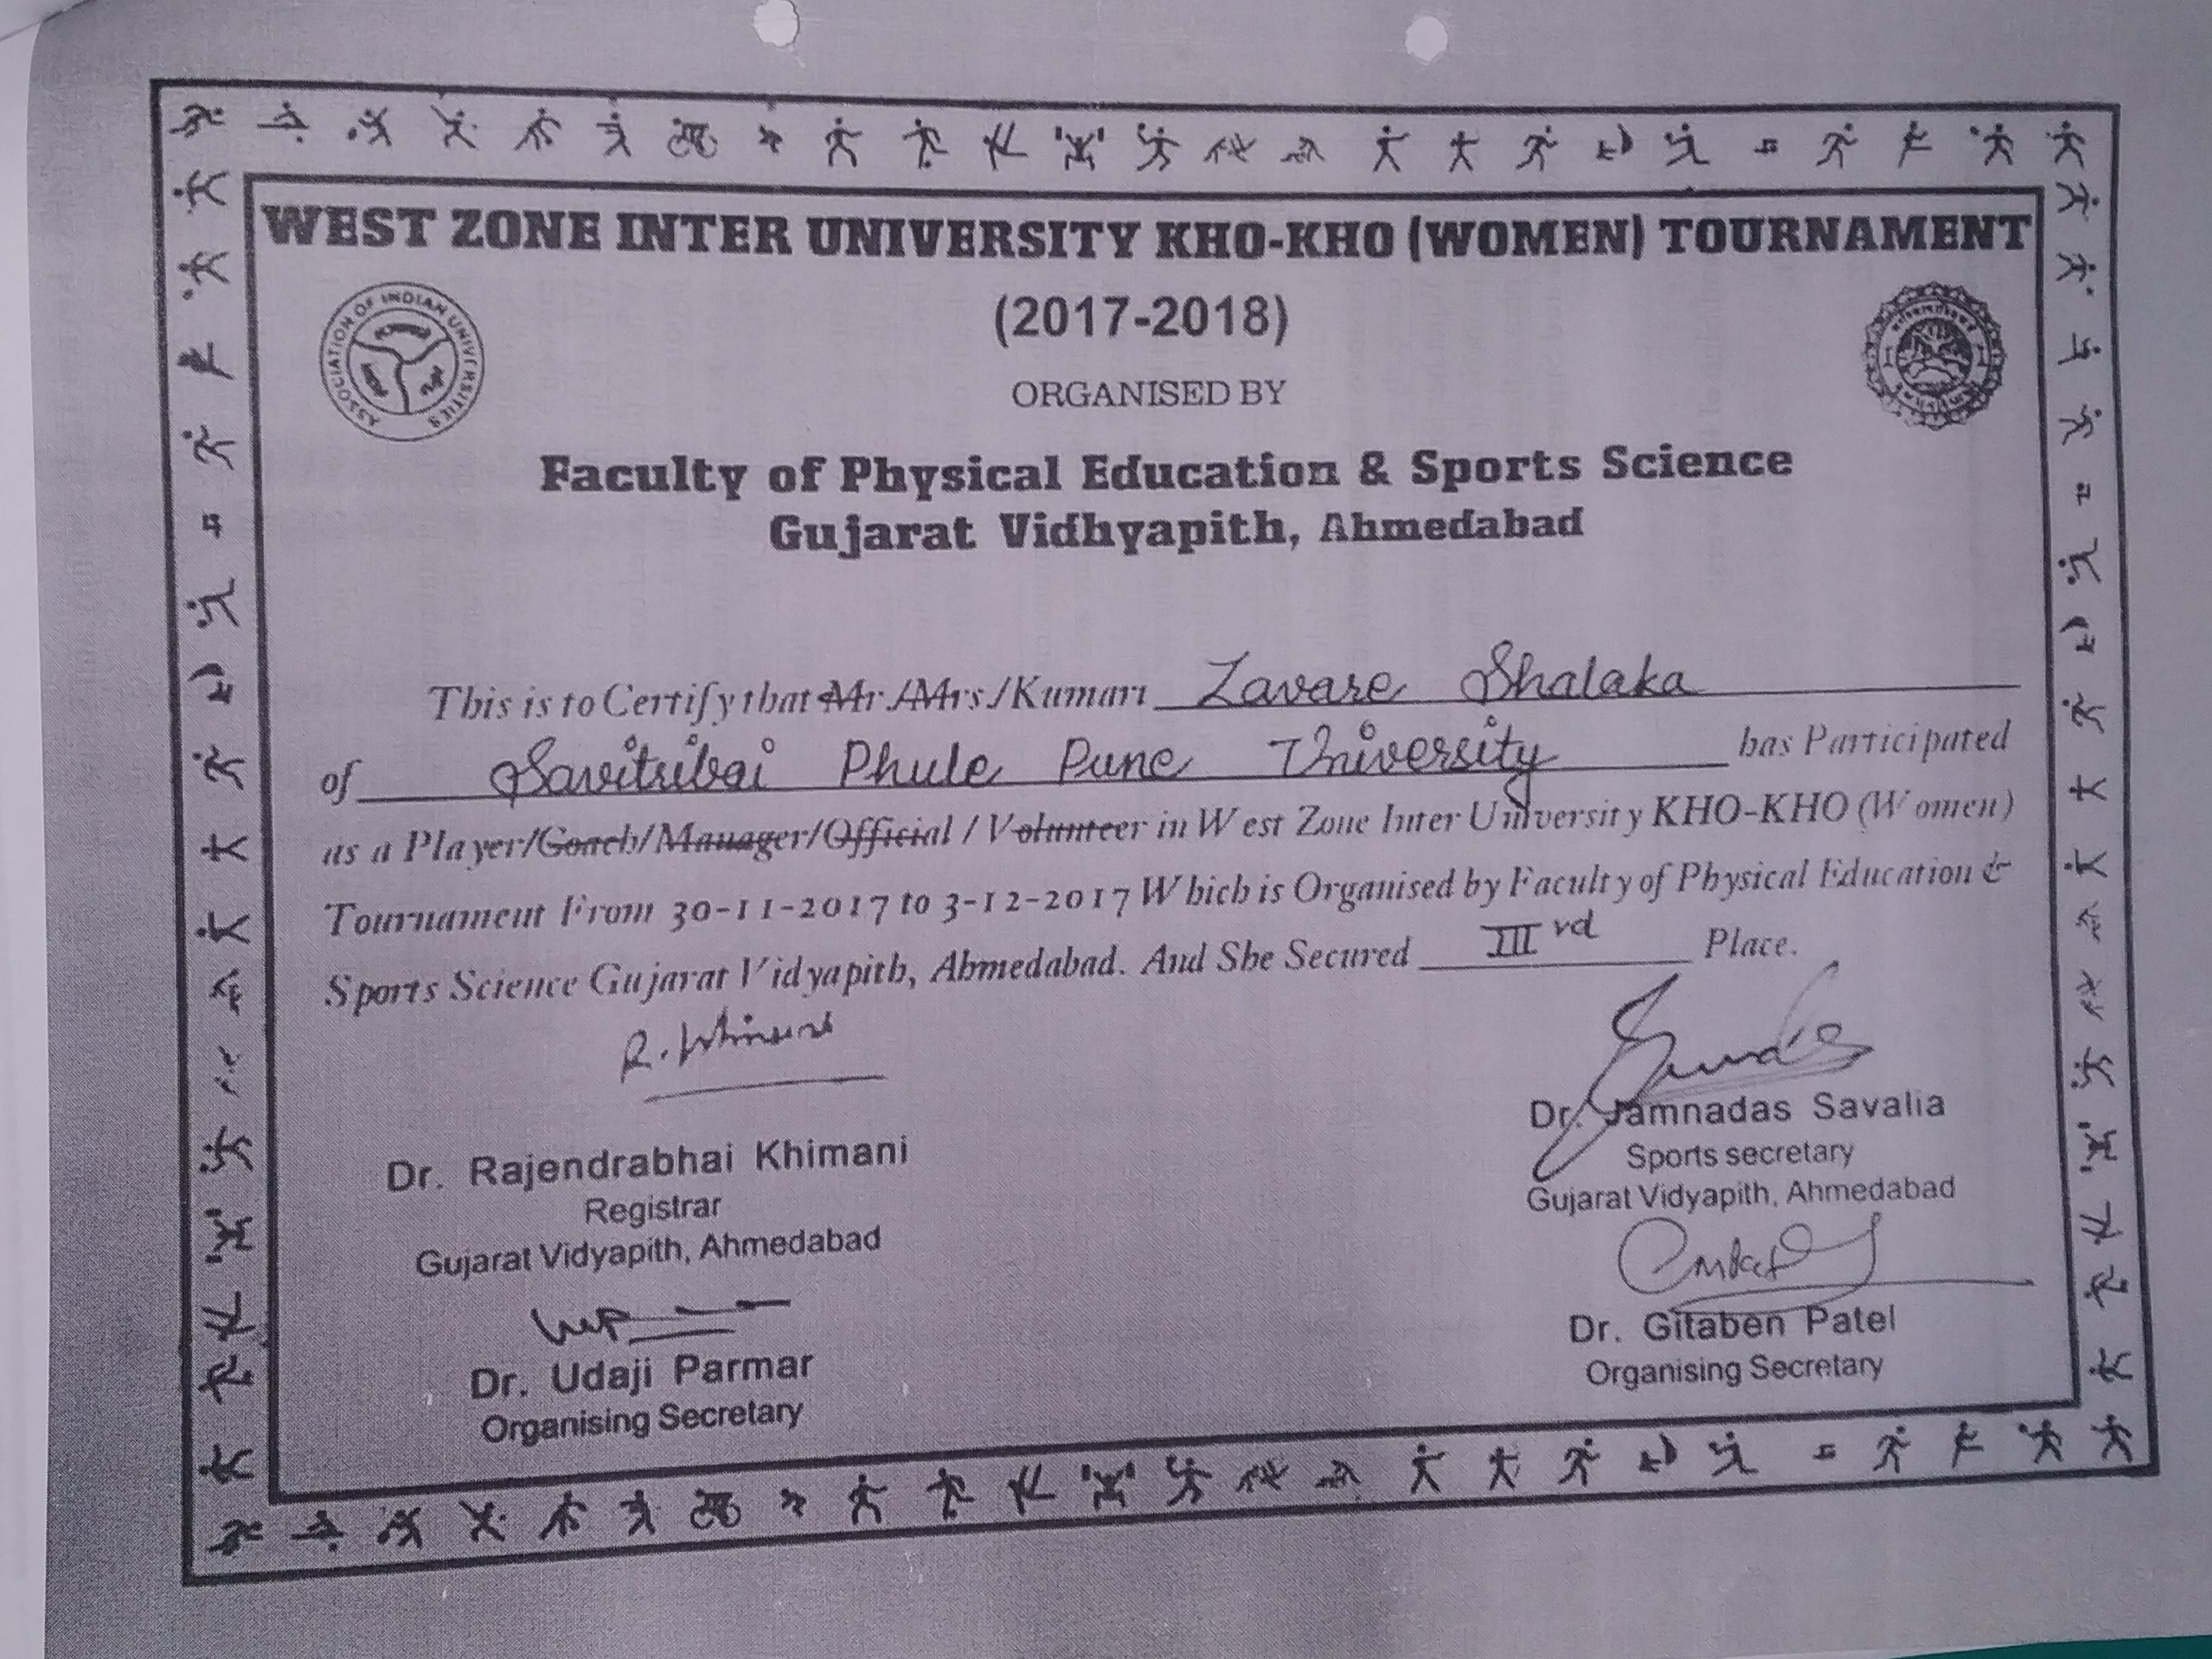 WEST ZONE INTER UNIVERSITY KHO-KHO (WOMEN) TOURNAMENT
(2017-2018)
ASSOCIATION OF INDIAN UNIVERSITIES
ORGANISED BY
Faculty of Physical Education & Sports Science
Gujarat Vidhyapith, Ahmedabad
This is to Certify that Mr./Mrs./Kumari Zavare Shalaka
of Savitribai Phule Pune University has Participated
as a Player/Coach/Manager/Official / Volunteer in West Zone Inter University KHO-KHO (Women)
Tournament From 30-11-2017 to 3-12-2017 Which is Organised by Faculty of Physical Education &
Sports Science Gujarat Vidyapith, Ahmedabad. And She Secured IIIrd Place.
Dr. Rajendrabhai Khimani
Registrar
Gujarat Vidyapith, Ahmedabad
Dr. Jamnadas Savalia
Sports secretary
Gujarat Vidyapith, Ahmedabad
Dr. Udaji Parmar
Organising Secretary
Dr. Gitaben Patel
Organising Secretary